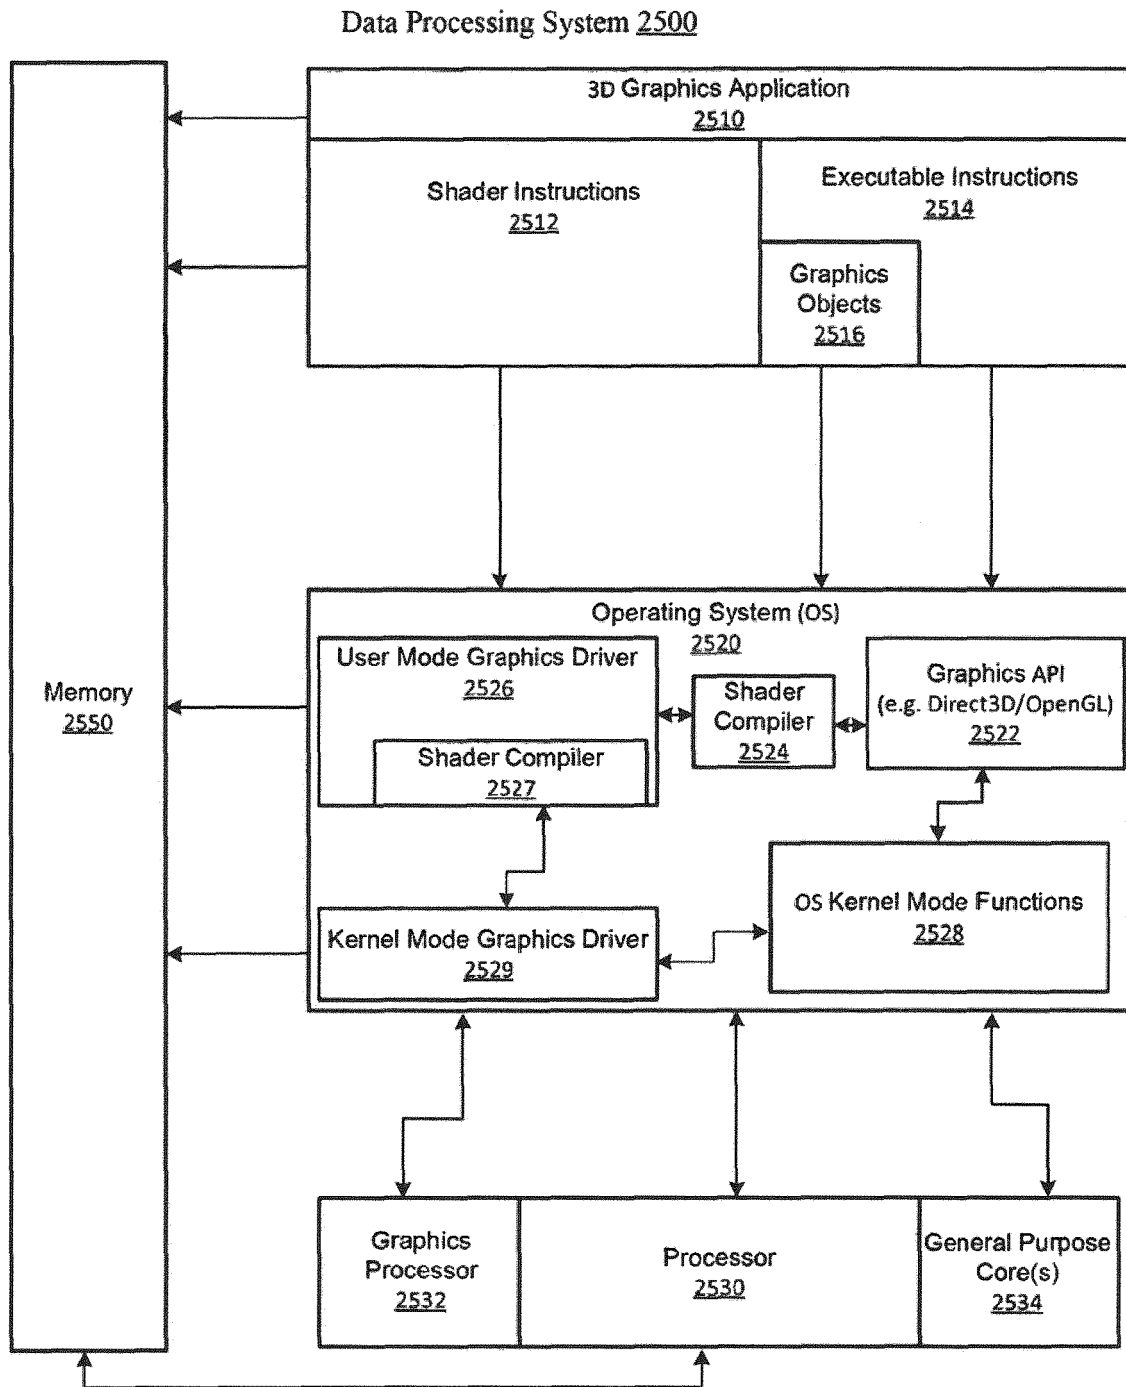 Data Processing System 2500
3D Graphics Application
2510
Shader Instructions
2512
Executable Instructions
2514
Graphics
Objects
2516
Operating System (OS)
2520
User Mode Graphics Driver
2526
Shader Compiler
2527
Shader
Compiler
2524
Graphics API
(e.g. Direct3D/OpenGL)
2522
Memory
2550
OS Kernel Mode Functions
2528
Kernel Mode Graphics Driver
2529
Graphics
Processor
2532
Processor
2530
General Purpose
Core(s)
2534